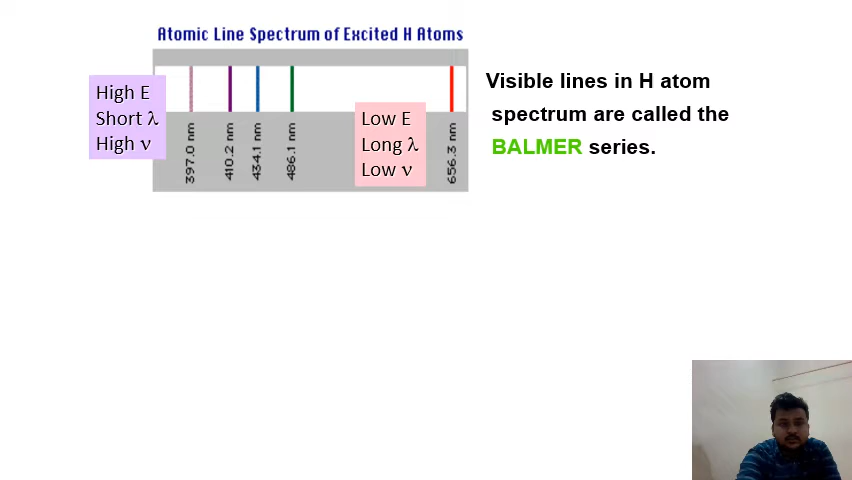 Atomic Line Spectrum of Excited H Atoms
High E
Short λ
High ν
Low E
Long λ
Low ν
397.0 nm
410.2 nm
434.1 nm
486.1 nm
656.3 nm
Visible lines in H atom
spectrum are called the
BALMER series.